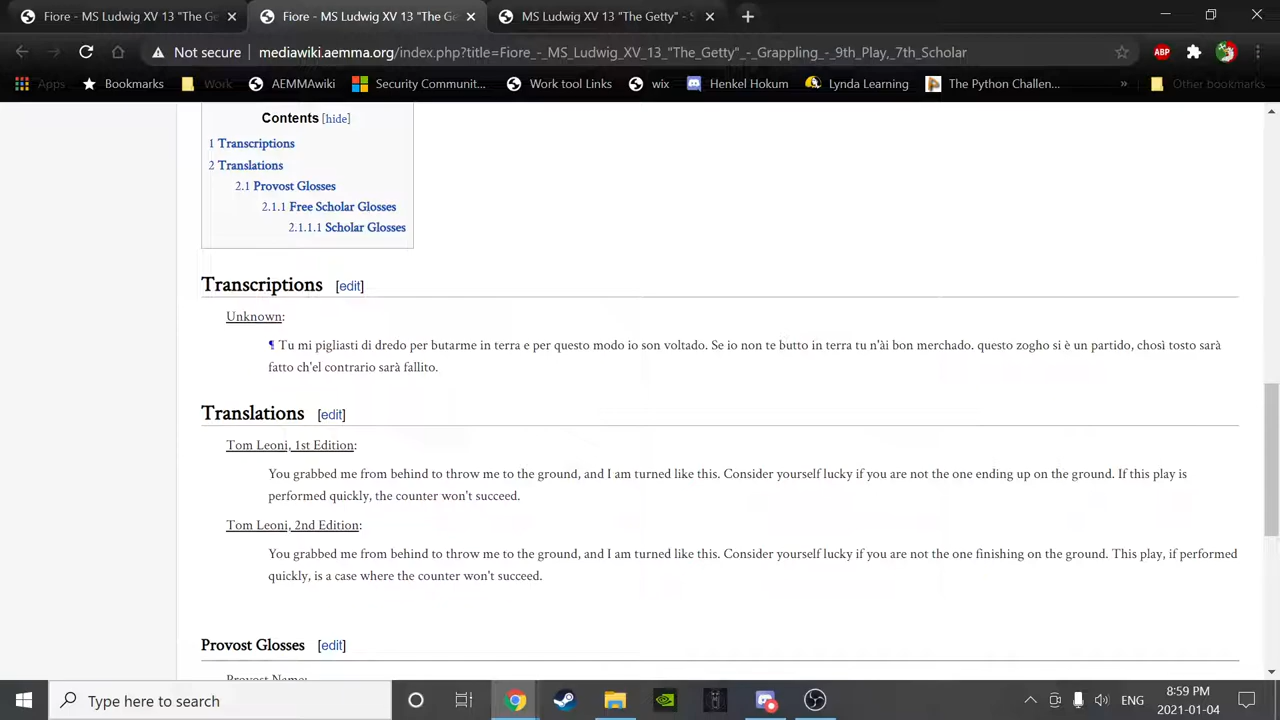 Fiore - MS Ludwig XV 13 "The Ge
Fiore - MS Ludwig XV 13 "The Ge
MS Ludwig XV 13 "The Getty" - S
Not secure
mediawiki.aemma.org/index.php?title=Fiore_-_MS_Ludwig_XV_13_"The_Getty"_-_Grappling_-_9th_Play,_7th_Scholar
ABP
Apps
Bookmarks
Work
AEMMAwiki
Security Communit...
Work tool Links
wix
Henkel Hokum
Lynda Learning
The Python Challen...
»
Other bookmarks
Contents [hide]
1 Transcriptions
2 Translations
2.1 Provost Glosses
2.1.1 Free Scholar Glosses
2.1.1.1 Scholar Glosses
Transcriptions [edit]
Unknown:
¶ Tu mi pigliasti di dredo per butarme in terra e per questo modo io son voltado. Se io non te butto in terra tu n'ài bon merchado. questo zogho si è un partido, chosì tosto sarà
fatto ch'el contrario sarà fallito.
Translations [edit]
Tom Leoni, 1st Edition:
You grabbed me from behind to throw me to the ground, and I am turned like this. Consider yourself lucky if you are not the one ending up on the ground. If this play is
performed quickly, the counter won't succeed.
Tom Leoni, 2nd Edition:
You grabbed me from behind to throw me to the ground, and I am turned like this. Consider yourself lucky if you are not the one finishing on the ground. This play, if performed
quickly, is a case where the counter won't succeed.
Provost Glosses [edit]
Provost Name:
Type here to search
ENG
8:59 PM
2021-01-04